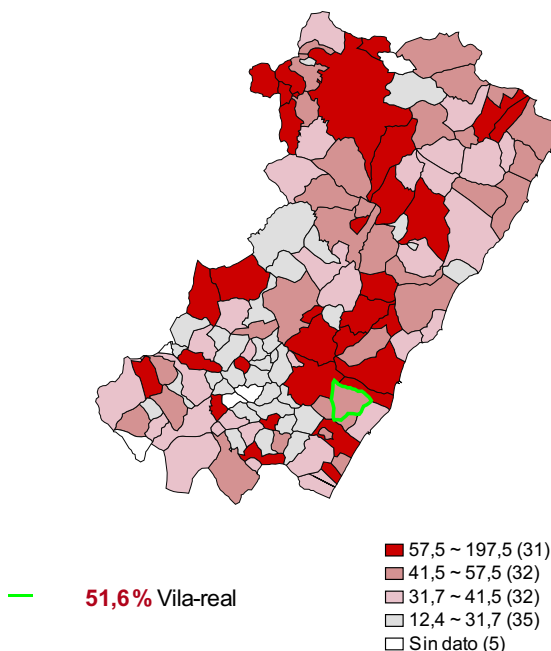 57,5 ~ 197,5 (31)
41,5 ~ 57,5 (32)
31,7 ~ 41,5 (32)
12,4 ~ 31,7 (35)
Sin dato (5)
51,6% Vila-real